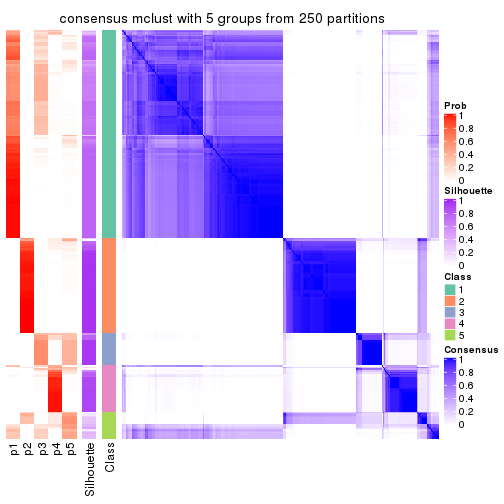 consensus mclust with 5 groups from 250 partitions
Prob
1
0.8
0.6
0.4
0.2
0
Silhouette
1
0.8
0.6
0.4
0.2
0
Class
1
2
3
4
5
Consensus
1
0.8
0.6
0.4
0.2
0
p1
p2
p3
p4
p5
Silhouette
Class